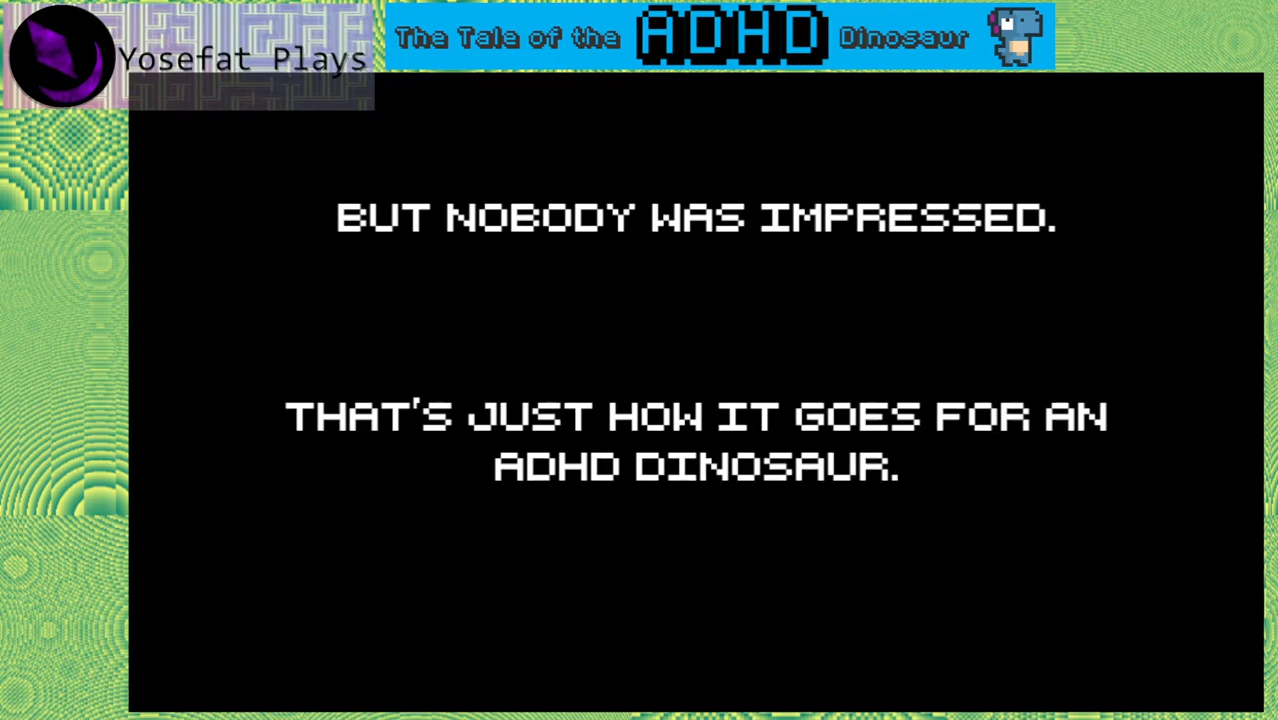 Yosefat Plays
The Tale of the ADHD Dinosaur
BUT NOBODY WAS IMPRESSED.
THAT'S JUST HOW IT GOES FOR AN
ADHD DINOSAUR.